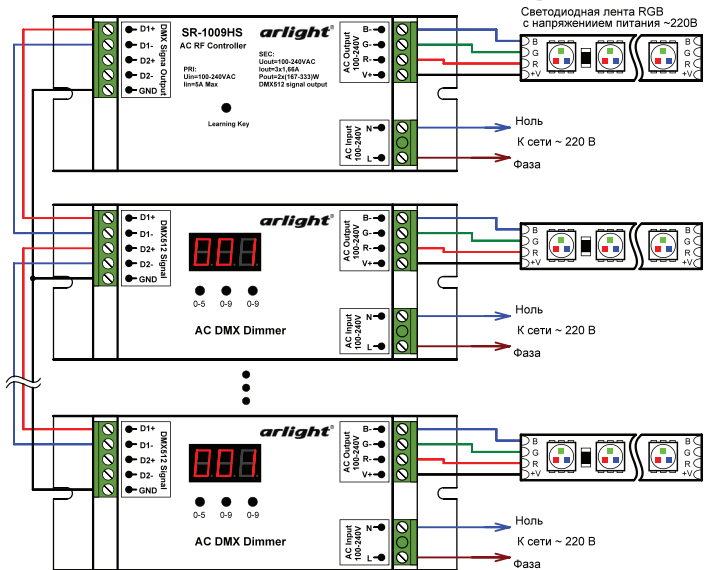 Светодиодная лента RGB
с напряжениием питания ~220В
D1+
D1-
D2+
D2-
GND
DMX Signa Output
SR-1009HS
AC RF Controller
arlight®
PRI:
Uin=100-240VAC
Iin=5A Max
SEC:
Uout=100-240VAC
Iout=3x1,66A
Pout=2x(167-333)W
DMX512 signal output
Learning Key
AC Output
100-240V
B-
G-
R-
V+
AC Input
100-240V
N
L
B
G
R
+V
Ноль
К сети ~ 220 В
Фаза
D1+
D1-
D2+
D2-
GND
DMX512 Signal
arlight®
001
0-5 0-9 0-9
AC DMX Dimmer
AC Output
100-240V
B-
G-
R-
V+
AC Input
100-240V
N
L
B
G
R
+V
Ноль
К сети ~ 220 В
Фаза
D1+
D1-
D2+
D2-
GND
DMX512 Signal
arlight®
001
0-5 0-9 0-9
AC DMX Dimmer
AC Output
100-240V
B-
G-
R-
V+
AC Input
100-240V
N
L
B
G
R
+V
Ноль
К сети ~ 220 В
Фаза